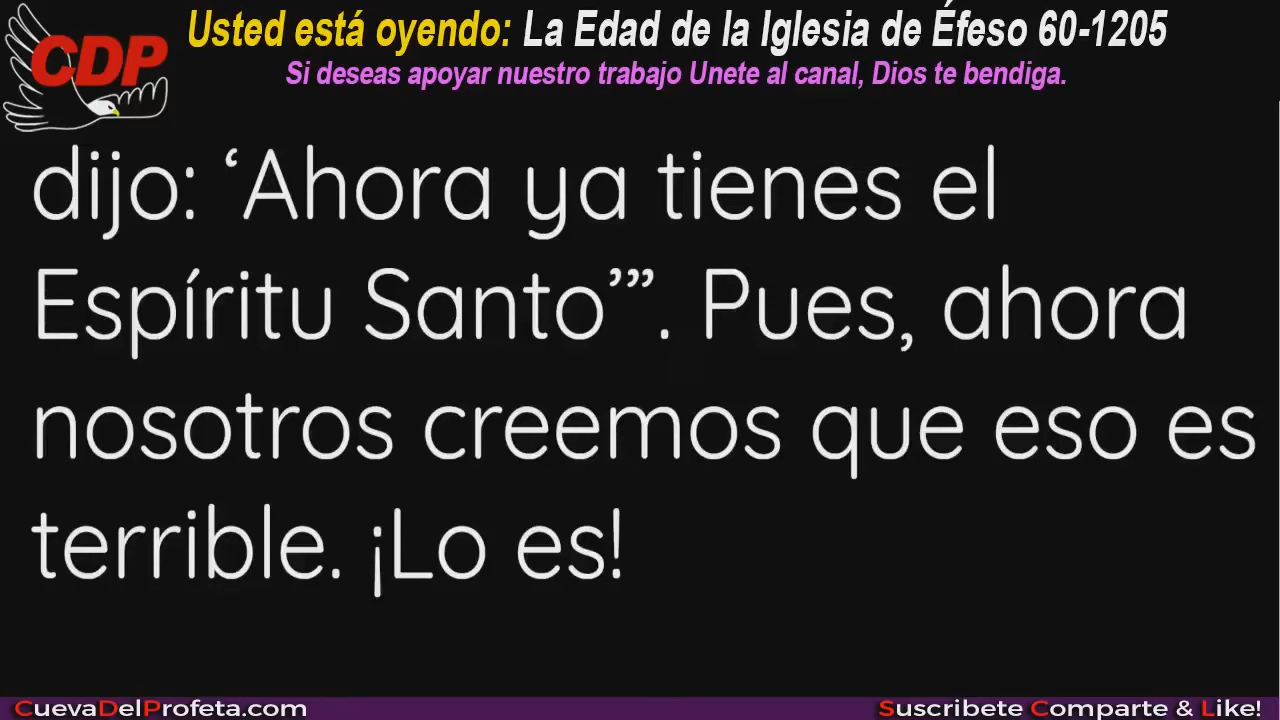 CDP
Usted está oyendo: La Edad de la Iglesia de Éfeso 60-1205
Si deseas apoyar nuestro trabajo Unete al canal, Dios te bendiga.
dijo: ‘Ahora ya tienes el
Espíritu Santo’”. Pues, ahora
nosotros creemos que eso es
terrible. ¡Lo es!
CuevaDelProfeta.com
Suscribete Comparte & Like!